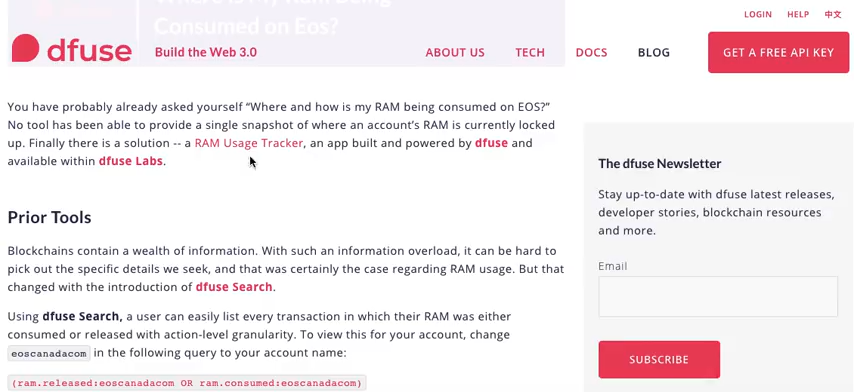 Where is My Ram Being
Consumed on Eos?
LOGIN HELP 中文
dfuse Build the Web 3.0 ABOUT US TECH DOCS BLOG GET A FREE API KEY
You have probably already asked yourself “Where and how is my RAM being consumed on EOS?”
No tool has been able to provide a single snapshot of where an account’s RAM is currently locked
up. Finally there is a solution -- a RAM Usage Tracker, an app built and powered by dfuse and
available within dfuse Labs.
Prior Tools
Blockchains contain a wealth of information. With such an information overload, it can be hard to
pick out the specific details we seek, and that was certainly the case regarding RAM usage. But that
changed with the introduction of dfuse Search.
Using dfuse Search, a user can easily list every transaction in which their RAM was either
consumed or released with action-level granularity. To view this for your account, change
eoscanadacom in the following query to your account name:
(ram.released:eoscanadacom OR ram.consumed:eoscanadacom)
The dfuse Newsletter
Stay up-to-date with dfuse latest releases,
developer stories, blockchain resources
and more.
Email
SUBSCRIBE